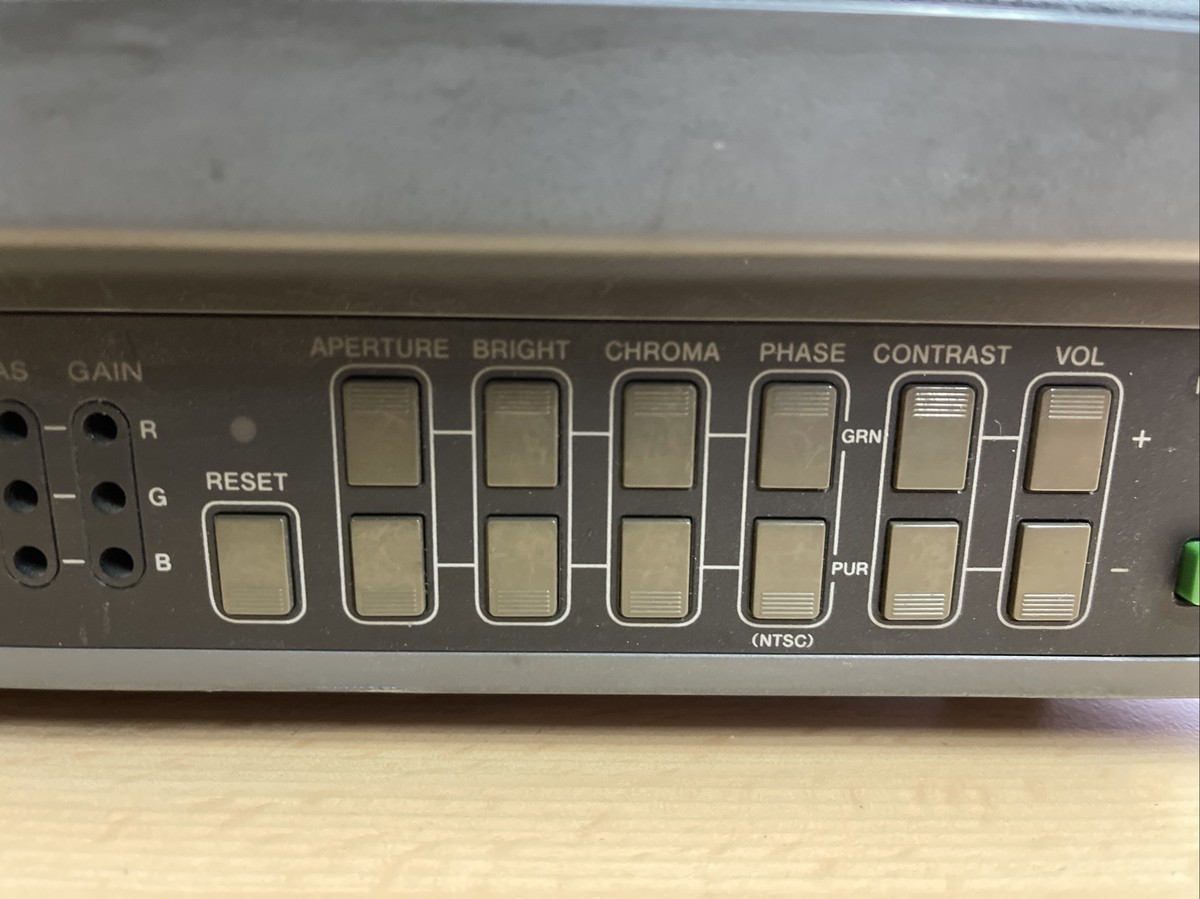 APERTURE BRIGHT CHROMA PHASE CONTRAST VOL
GAIN
R
GRN
+
RESET
G
B
PUR
−
(NTSC)